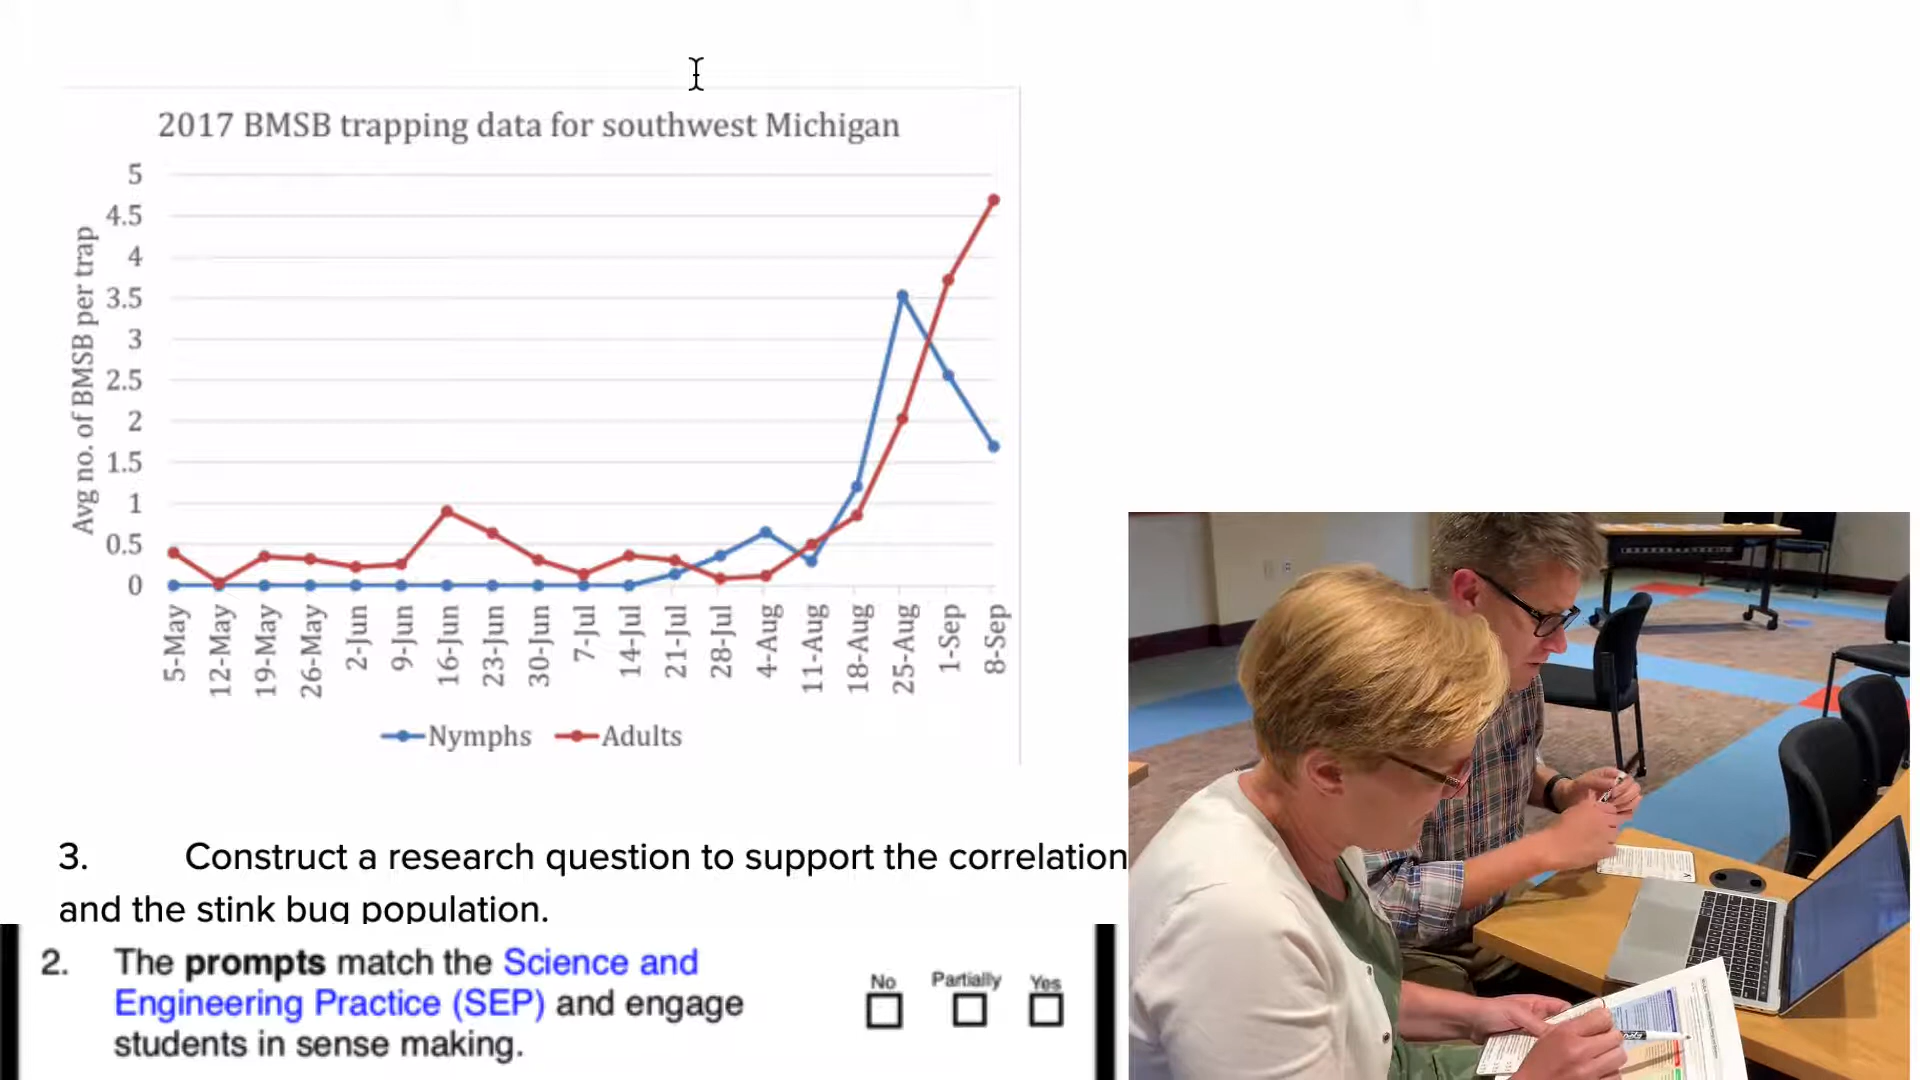 2017 BMSB trapping data for southwest Michigan
Avg no. of BMSB per trap
5
4.5
4
3.5
3
2.5
2
1.5
1
0.5
0
5-May
12-May
19-May
26-May
2-Jun
9-Jun
16-Jun
23-Jun
30-Jun
7-Jul
14-Jul
21-Jul
28-Jul
4-Aug
11-Aug
18-Aug
25-Aug
1-Sep
8-Sep
Nymphs Adults
3. Construct a research question to support the correlation
and the stink bug population.
2. The prompts match the Science and
Engineering Practice (SEP) and engage
students in sense making.
No Partially Yes
EXPO